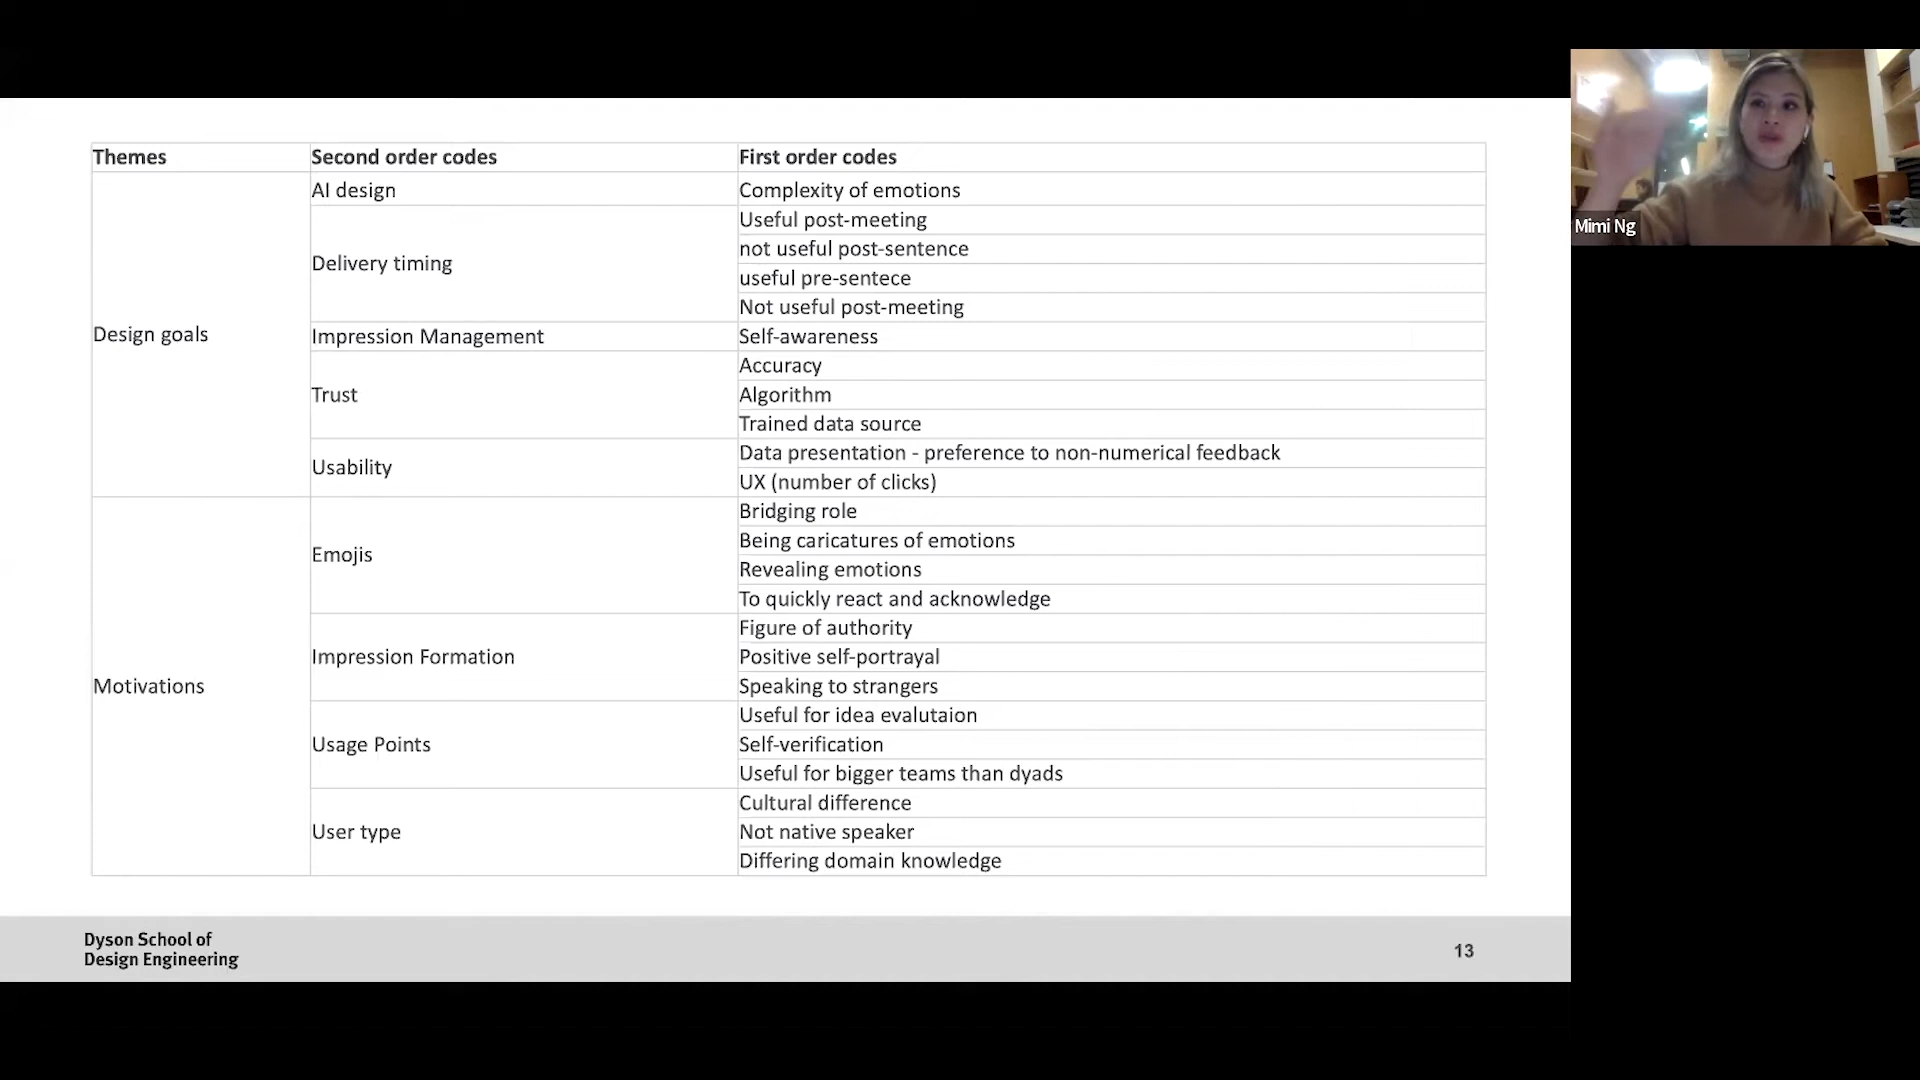 Themes Second order codes First order codes
AI design Complexity of emotions
Useful post-meeting
not useful post-sentence
Delivery timing
useful pre-sentece
Not useful post-meeting
Design goals
Impression Management Self-awareness
Accuracy
Trust Algorithm
Trained data source
Data presentation - preference to non-numerical feedback
Usability
UX (number of clicks)
Bridging role
Being caricatures of emotions
Emojis
Revealing emotions
To quickly react and acknowledge
Figure of authority
Impression Formation Positive self-portrayal
Motivations Speaking to strangers
Useful for idea evalutaion
Usage Points Self-verification
Useful for bigger teams than dyads
Cultural difference
User type Not native speaker
Differing domain knowledge
Dyson School of
Design Engineering
13
Mimi Ng